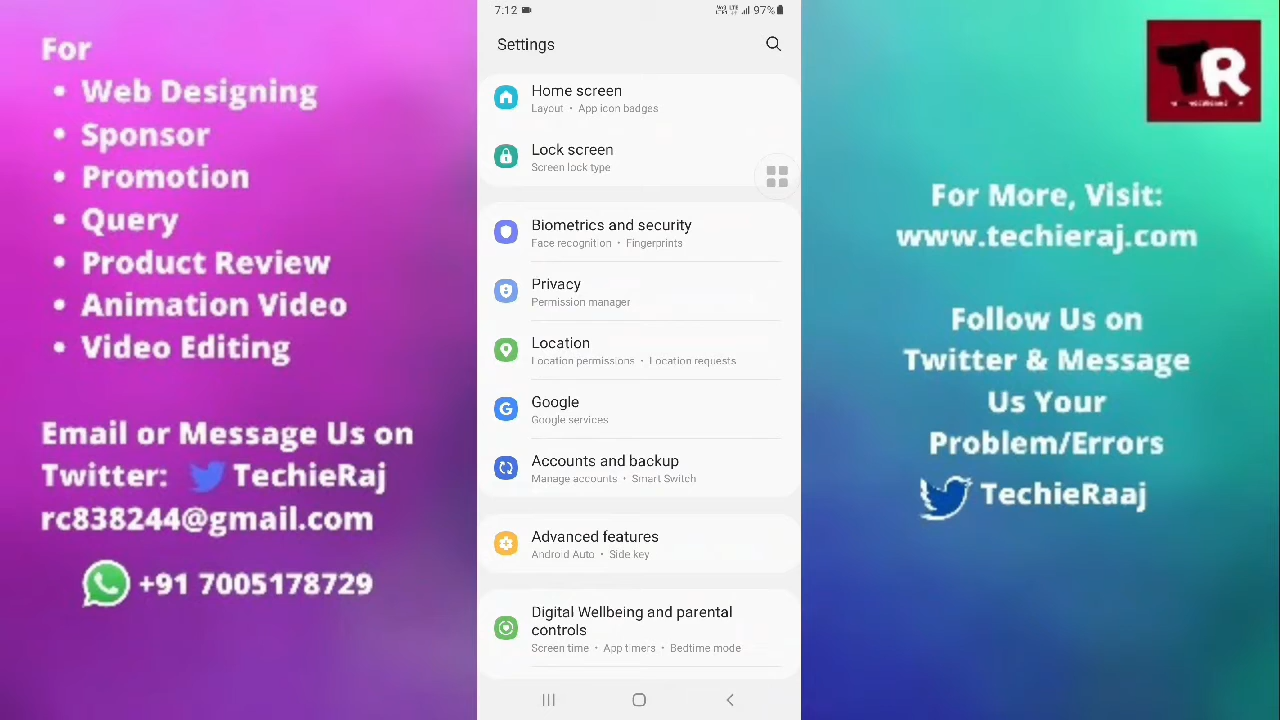 For
• Web Designing
• Sponsor
• Promotion
• Query
• Product Review
• Animation Video
• Video Editing
Email or Message Us on
Twitter: TechieRaj
rc838244@gmail.com
+91 7005178729
7:12
97%
Settings
Home screen
Layout • App icon badges
Lock screen
Screen lock type
Biometrics and security
Face recognition • Fingerprints
Privacy
Permission manager
Location
Location permissions • Location requests
Google
Google services
Accounts and backup
Manage accounts • Smart Switch
Advanced features
Android Auto • Side key
Digital Wellbeing and parental
controls
Screen time • App timers • Bedtime mode
TR
For More, Visit:
www.techieraj.com
Follow Us on
Twitter & Message
Us Your
Problem/Errors
TechieRaaj